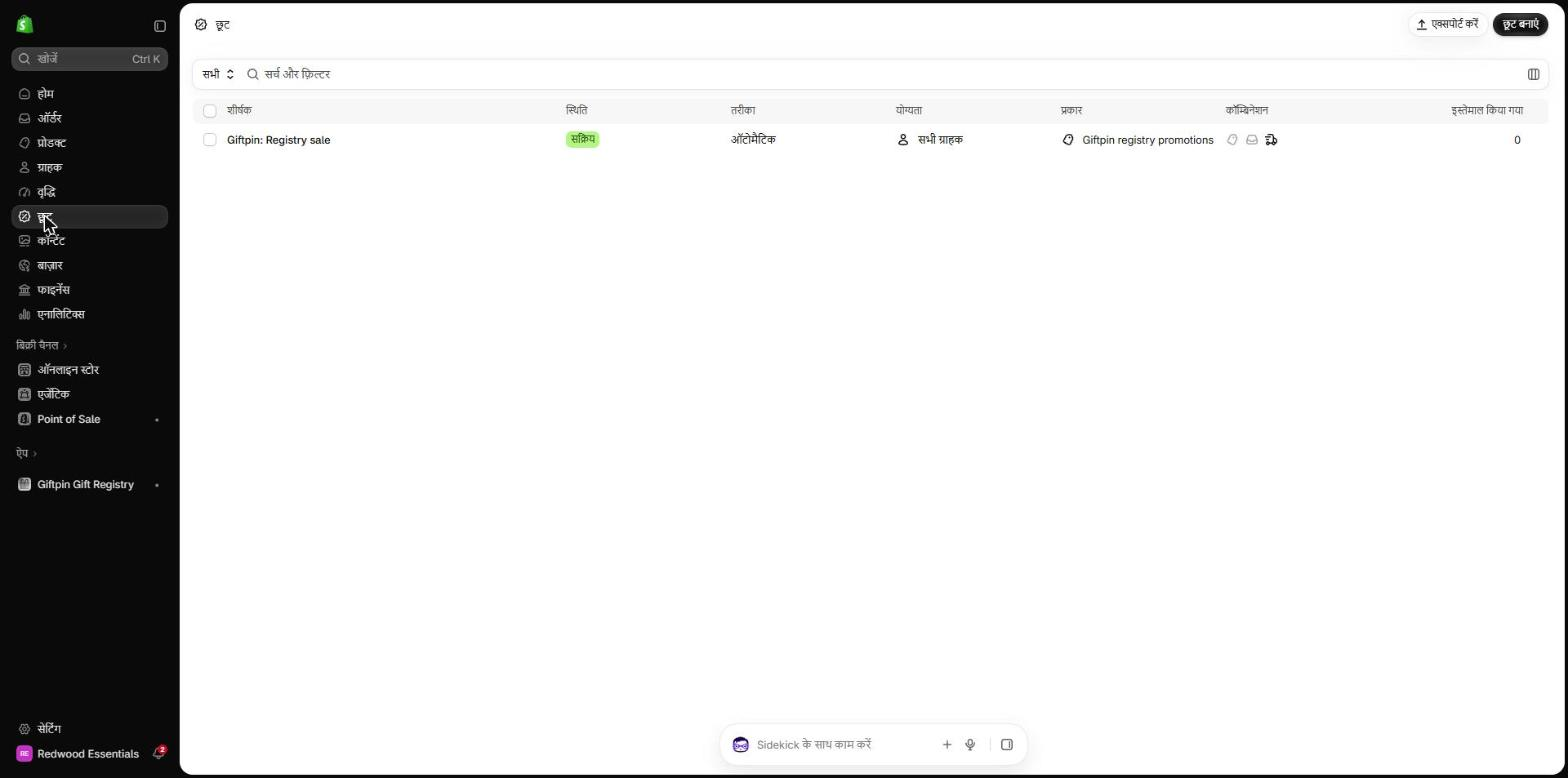 खोजें Ctrl K
होम
ऑर्डर
प्रोडक्ट
ग्राहक
वृद्धि
छूट
कॉन्टेंट
बाज़ार
फाइनेंस
एनालिटिक्स
बिक्री चैनल
ऑनलाइन स्टोर
एजेंटिक
Point of Sale
ऐप
Giftpin Gift Registry
सेटिंग
RE Redwood Essentials 2
छूट
एक्सपोर्ट करें छूट बनाएं
सभी सर्च और फ़िल्टर
शीर्षक स्थिति तरीका योग्यता प्रकार कॉम्बिनेशन इस्तेमाल किया गया
Giftpin: Registry sale सक्रिय ऑटोमैटिक सभी ग्राहक Giftpin registry promotions 0
Sidekick के साथ काम करें